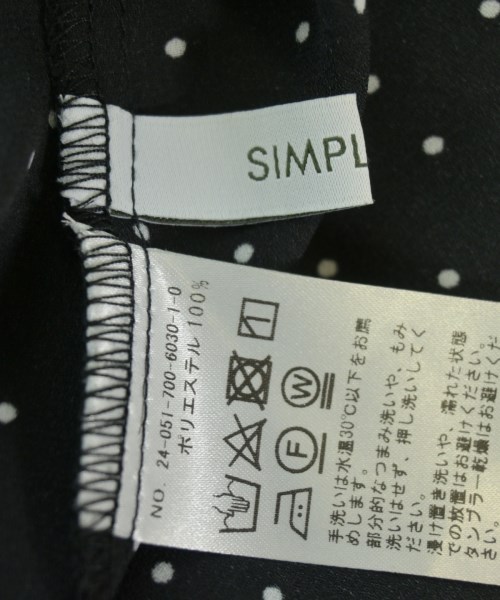 SIMPL
NO. 24-051-700-6030-1-0
ポリエステル 100%
W
F
手洗いは水温30℃以下をお薦
めします。
部分的なつまみ洗いや、もみ
洗いはせず、押し洗いしてく
ださい。
浸け置き洗いや、濡れた状態
での放置はお避けください。
タンブラー乾燥はお避けくだ